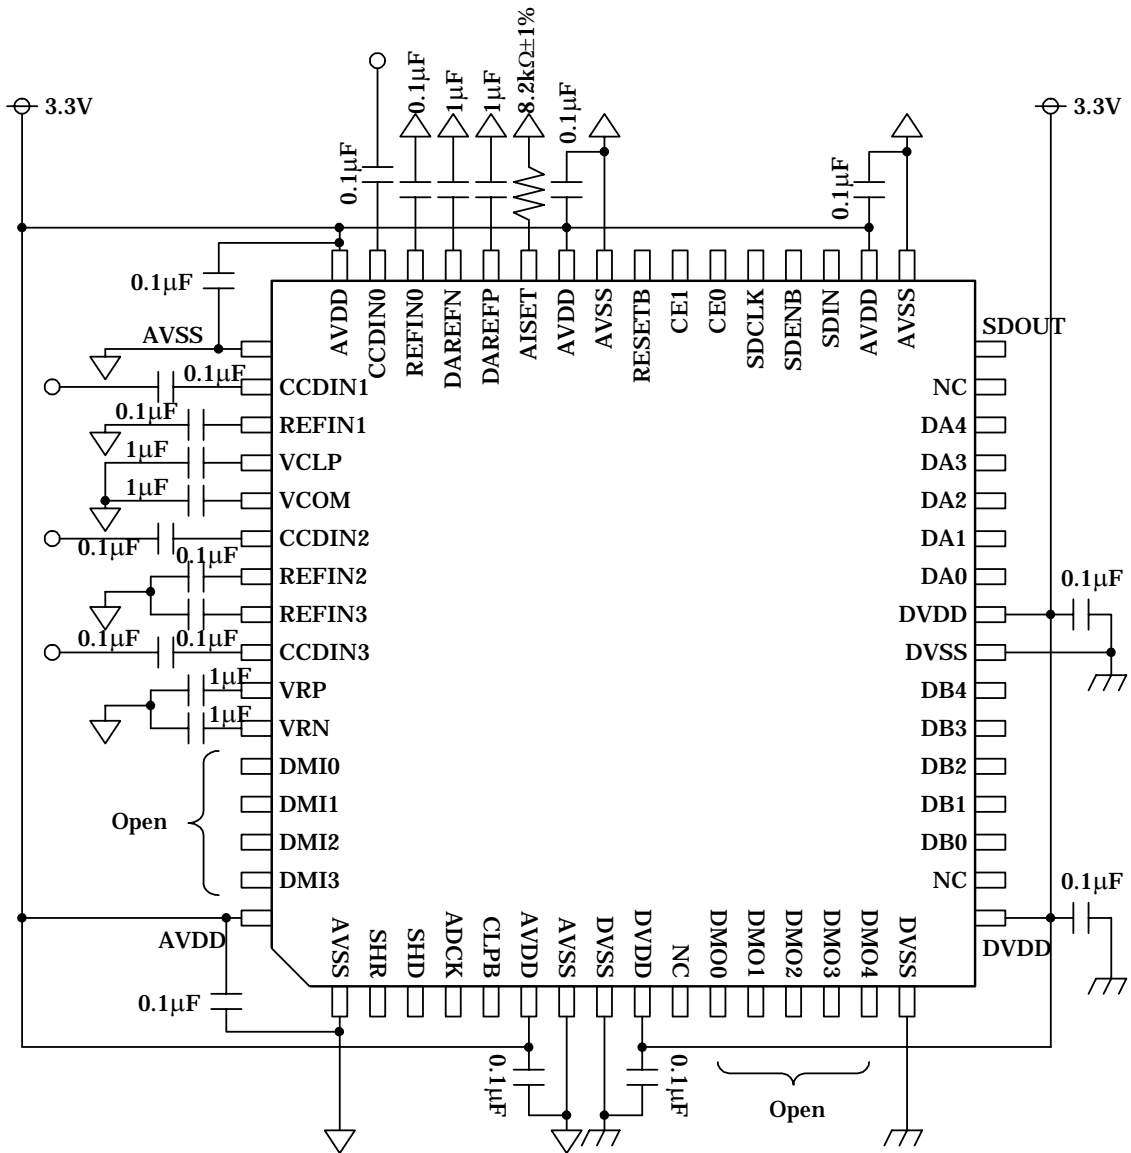 3.3V
0.1μF
0.1μF
1μF
1μF
8.2kΩ±1%
0.1μF
0.1μF
3.3V
AVDD
CCDIN0
REFIN0
DAREFN
DAREFP
AISET
AVDD
AVSS
RESETB
CE1
CE0
SDCLK
SDENB
SDIN
AVDD
AVSS
0.1μF
AVSS
0.1μF
CCDIN1
0.1μF
REFIN1
1μF
VCLP
1μF
VCOM
CCDIN2
0.1μF
0.1μF
REFIN2
REFIN3
0.1μF
0.1μF
CCDIN3
1μF
VRP
1μF
VRN
DMI0
DMI1
Open
DMI2
DMI3
AVDD
0.1μF
SDOUT
NC
DA4
DA3
DA2
DA1
DA0
0.1μF
DVDD
DVSS
DB4
DB3
DB2
DB1
DB0
NC
0.1μF
DVDD
AVSS
SHR
SHD
ADCK
CLPB
AVDD
AVSS
DVSS
DVDD
NC
DMO0
DMO1
DMO2
DMO3
DMO4
DVSS
0.1μF
0.1μF
Open